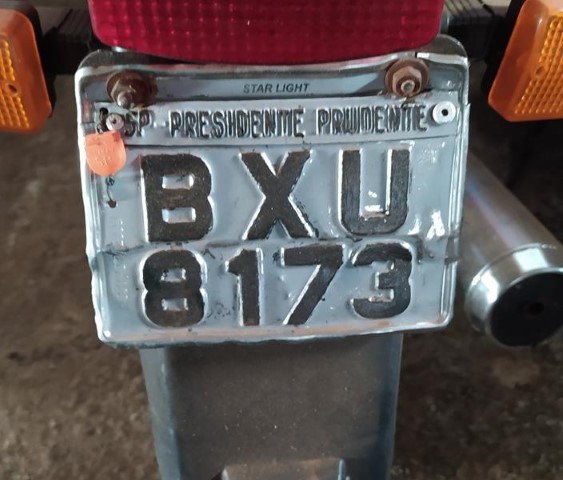 STAR LIGHT
SP - PRESIDENTE PRUDENTE
BXU
8173